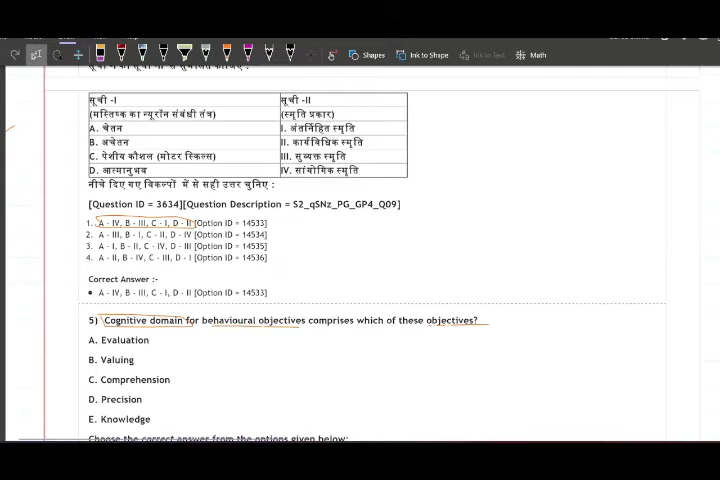 Shapes
Ink to Shape
Ink to Text
Math
सूची -I
सूची -II
(मस्तिष्क का न्यूरॉन संबंधी तंत्र)
(स्मृति प्रकार)
A. चेतन
I. अंतर्निहित स्मृति
B. अचेतन
II. कार्यविधिक स्मृति
C. पेशीय कौशल (मोटर स्किल्स)
III. सुव्यक्त स्मृति
D. आत्मानुभव
IV. सांयोगिक स्मृति
नीचे दिए गए विकल्पों में से सही उत्तर चुनिए :
[Question ID = 3634][Question Description = S2_qSNz_PG_GP4_Q09]
1. A - IV, B - III, C - I, D - II [Option ID = 14533]
2. A - III, B - I, C - II, D - IV [Option ID = 14534]
3. A - I, B - II, C - IV, D - III [Option ID = 14535]
4. A - II, B - IV, C - III, D - I [Option ID = 14536]
Correct Answer :-
• A - IV, B - III, C - I, D - II [Option ID = 14533]
5) Cognitive domain for behavioural objectives comprises which of these objectives?
A. Evaluation
B. Valuing
C. Comprehension
D. Precision
E. Knowledge
Choose the correct answer from the options given below: